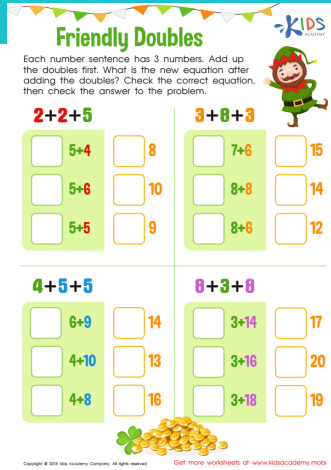 KIDS
ACADEMY
Friendly Doubles
Each number sentence has 3 numbers. Add up
the doubles first. What is the new equation after
adding the doubles? Check the correct equation,
then check the answer to the problem.
2+2+5
5+4 8
5+6 10
5+5 9
3+8+3
7+6 15
8+8 14
8+6 12
4+5+5
6+9 14
4+10 13
4+8 16
8+3+8
3+14 17
3+16 20
3+18 19
Copyright © 2018 Kids Academy Company. All rights reserved
Get more worksheets at www.kidsacademy.mobi